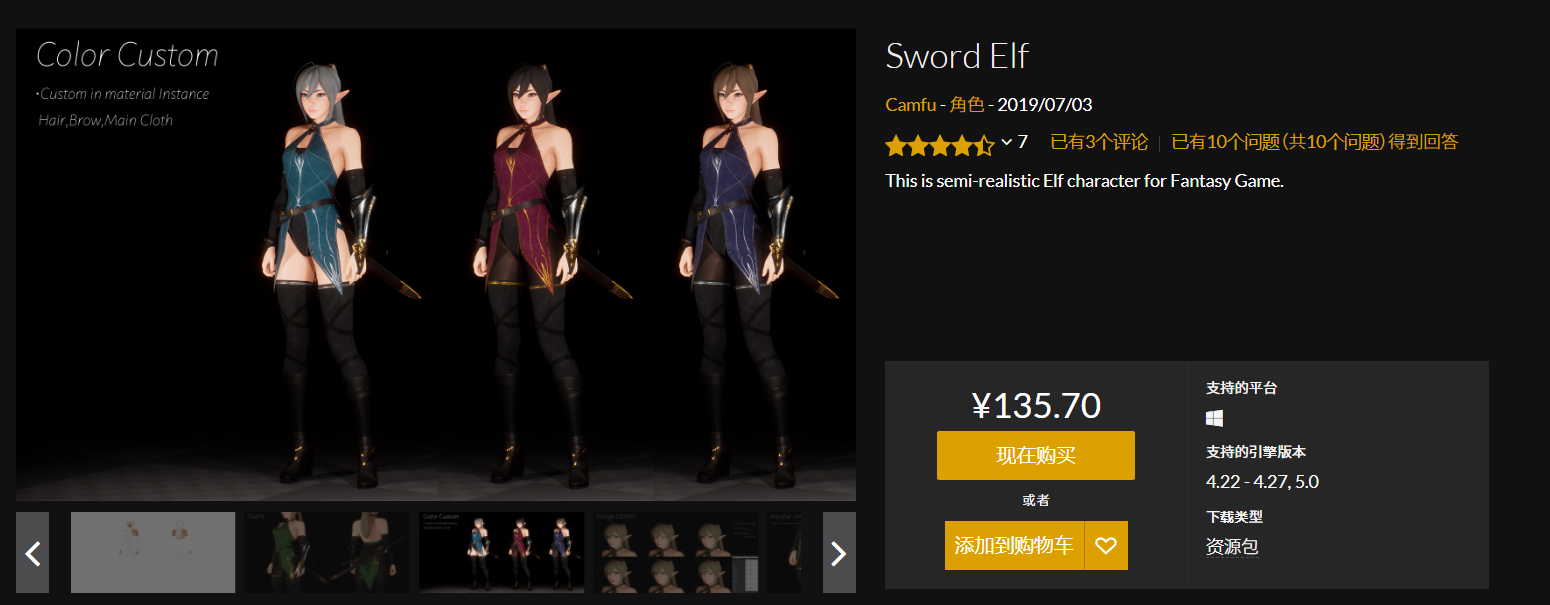 Color Custom
•Custom in material Instance
Hair,Brow,Main Cloth
Sword Elf
Camfu - 角色 - 2019/07/03
7 已有3个评论 已有10个问题(共10个问题)得到回答
This is semi-realistic Elf character for Fantasy Game.
¥135.70
现在购买
或者
添加到购物车
支持的平台
支持的引擎版本
4.22 - 4.27, 5.0
下载类型
资源包
Color Custom